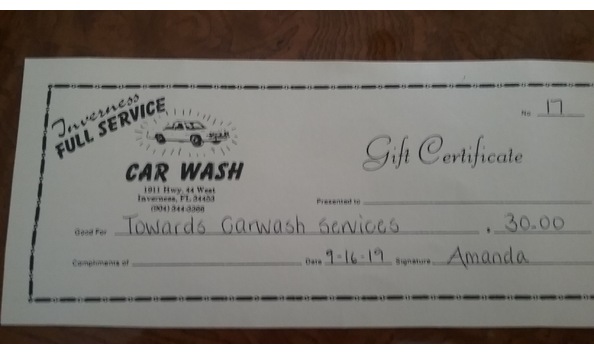 Inverness
FULL SERVICE
CAR WASH
1911 Hwy. 44 West
Inverness, FL 34453
No 17
Gift Certificate
Presented to
Good For Towards Carwash Services . 30.00
Compliments of Date 9-16-19 Signature Amanda